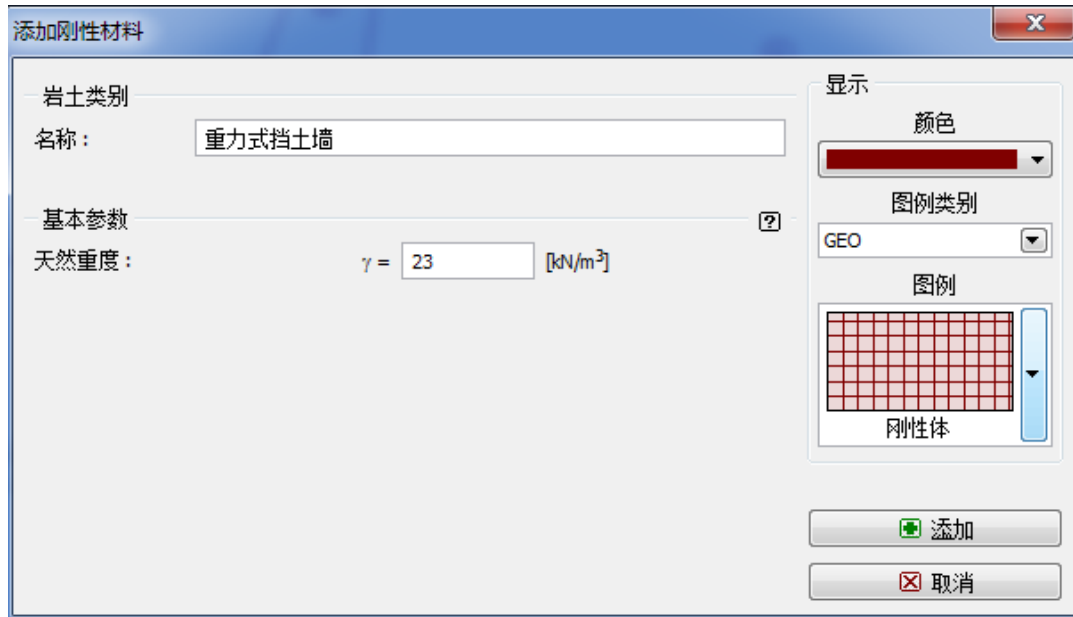 添加刚性材料
岩土类别
名称：
重力式挡土墙
基本参数
天然重度：
γ = 23 [kN/m³]
显示
颜色
图例类别
GEO
图例
刚性体
添加
取消